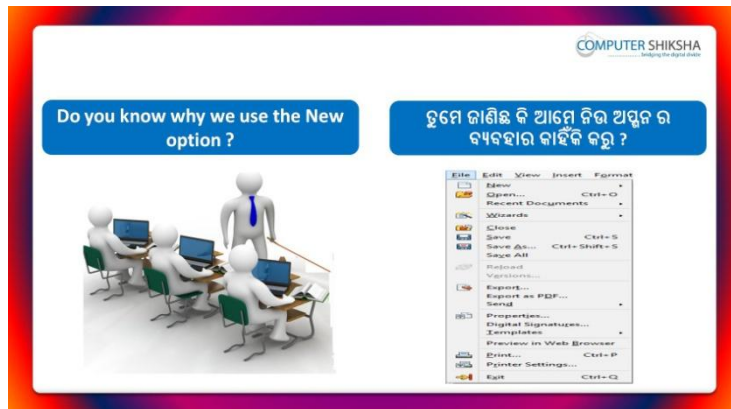 COMPUTER SHIKSHA
bridging the digital divide
Do you know why we use the New
option ?
ତୁମେ ଜାଣିଛ କି ଆମେ ନିଉ ଅପ୍ସନ ର
ବ୍ୟବହାର କାହିଁକି କରୁ ?
File Edit View Insert Format
New
Open... Ctrl+O
Recent Documents
Wizards
Close
Save Ctrl+S
Save As... Ctrl+Shift+S
Save All
Reload
Versions...
Export...
Export as PDF...
Send
Properties...
Digital Signatures...
Templates
Preview in Web Browser
Print... Ctrl+P
Printer Settings...
Exit Ctrl+Q